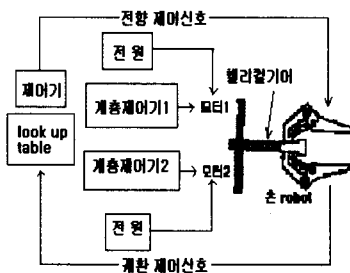 전향 제어신호
전 원
제어기
헬리컬기어
계층제어기1
모터1
look up
table
계층제어기2
모터2
손 robot
전 원
궤환 제어신호